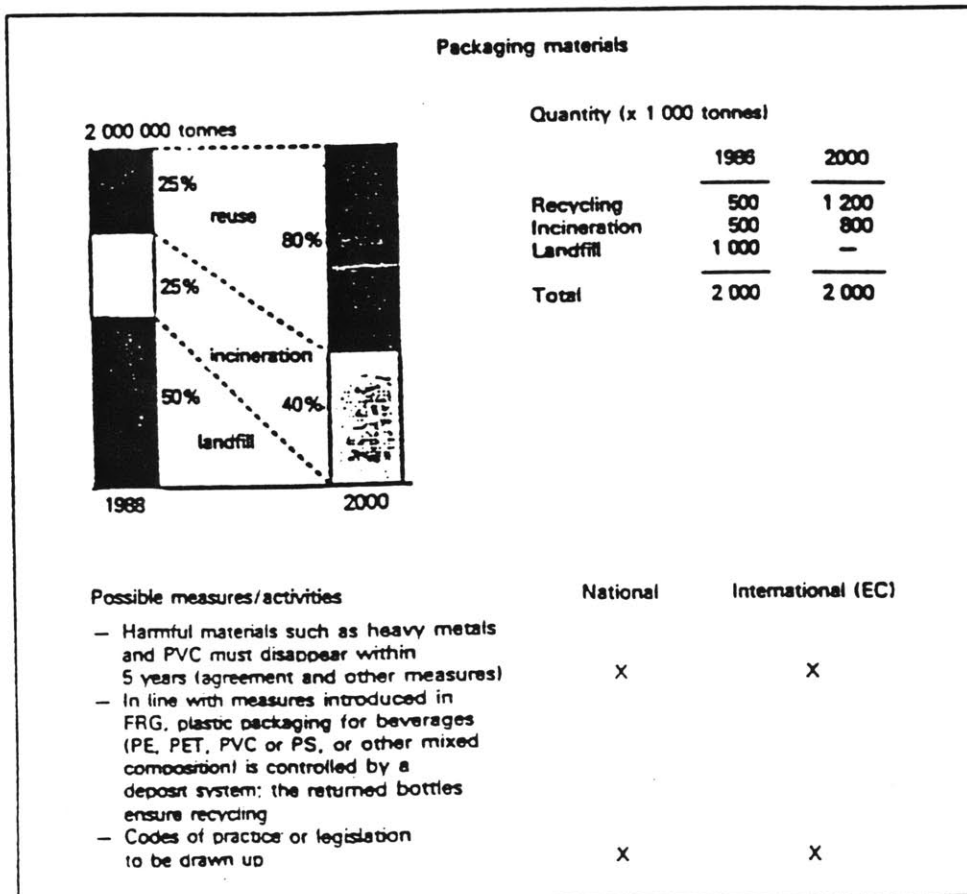 Packaging materials
2 000 000 tonnes
25%
reuse
80%
25%
incineration
50%
40%
landfill
1988
2000
Quantity (x 1 000 tonnes)
1986 2000
Recycling 500 1 200
Incineration 500 800
Landfill 1 000 —
Total 2 000 2 000
Possible measures/activities National International (EC)
— Harmful materials such as heavy metals
and PVC must disappear within
5 years (agreement and other measures) x x
— In line with measures introduced in
FRG, plastic packaging for beverages
(PE, PET, PVC or PS, or other mixed
composition) is controlled by a
deposit system; the returned bottles
ensure recycling
— Codes of practice or legislation
to be drawn up x x